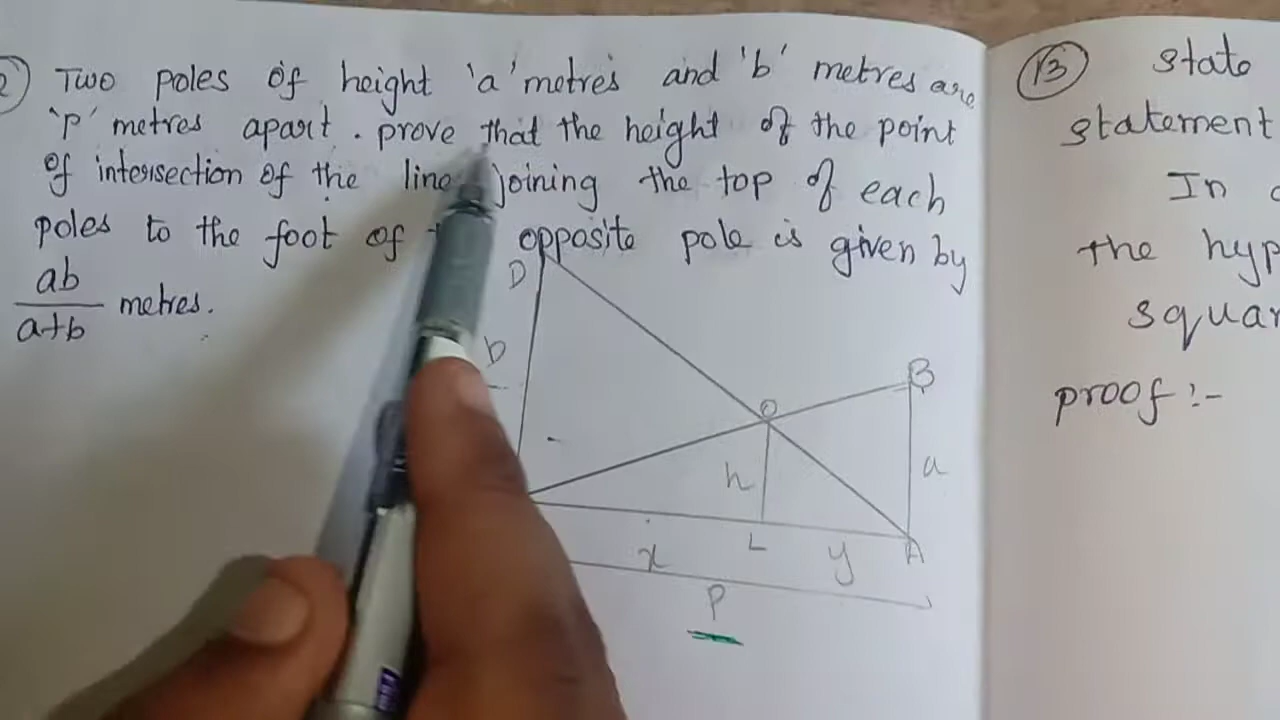 2) Two poles of height 'a' metres and 'b' metres are
'p' metres apart. prove that the height of the point
of intersection of the line joining the top of each
poles to the foot of opposite pole is given by
ab
a+b metres.
D
b
O
B
h
a
L
A
x
y
P
13 state
statement
In
the hyp
squar
proof :-